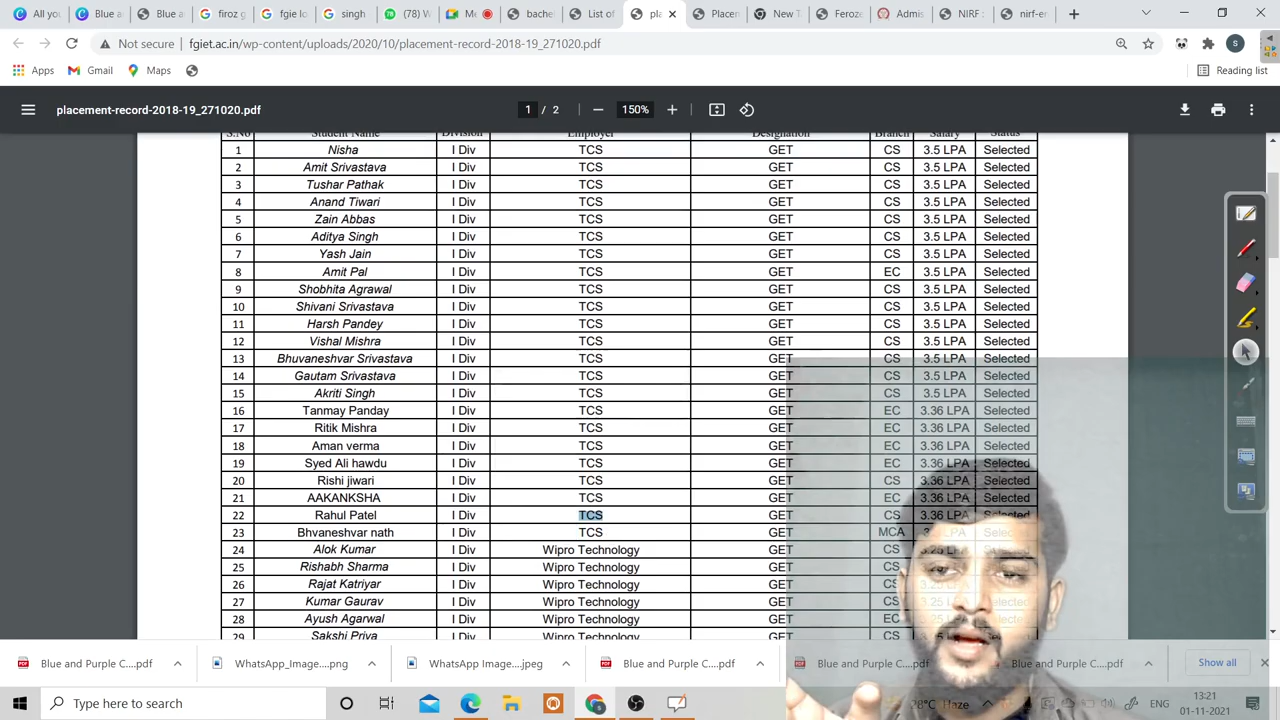 All you
Blue a
Blue a
firoz g
fgie lo
singh
(78) W
Me
bache
List of
pla
Placem
New T
Feroze
Admis
NIRF :
nirf-en
Not secure
fgiet.ac.in/wp-content/uploads/2020/10/placement-record-2018-19_271020.pdf
Apps Gmail Maps Reading list
placement-record-2018-19_271020.pdf 1 / 2 150%
S.No Student Name Division Employer Designation Branch Salary Status
1 Nisha I Div TCS GET CS 3.5 LPA Selected
2 Amit Srivastava I Div TCS GET CS 3.5 LPA Selected
3 Tushar Pathak I Div TCS GET CS 3.5 LPA Selected
4 Anand Tiwari I Div TCS GET CS 3.5 LPA Selected
5 Zain Abbas I Div TCS GET CS 3.5 LPA Selected
6 Aditya Singh I Div TCS GET CS 3.5 LPA Selected
7 Yash Jain I Div TCS GET CS 3.5 LPA Selected
8 Amit Pal I Div TCS GET EC 3.5 LPA Selected
9 Shobhita Agrawal I Div TCS GET CS 3.5 LPA Selected
10 Shivani Srivastava I Div TCS GET CS 3.5 LPA Selected
11 Harsh Pandey I Div TCS GET CS 3.5 LPA Selected
12 Vishal Mishra I Div TCS GET CS 3.5 LPA Selected
13 Bhuvaneshvar Srivastava I Div TCS GET CS 3.5 LPA Selected
14 Gautam Srivastava I Div TCS GET CS 3.5 LPA Selected
15 Akriti Singh I Div TCS GET CS 3.5 LPA Selected
16 Tanmay Panday I Div TCS GET EC 3.36 LPA Selected
17 Ritik Mishra I Div TCS GET EC 3.36 LPA Selected
18 Aman verma I Div TCS GET EC 3.36 LPA Selected
19 Syed Ali hawdu I Div TCS GET EC 3.36 LPA Selected
20 Rishi jiwari I Div TCS GET CS 3.36 LPA Selected
21 AAKANKSHA I Div TCS GET EC 3.36 LPA Selected
22 Rahul Patel I Div TCS GET CS 3.36 LPA Selected
23 Bhvaneshvar nath I Div TCS GET MCA Selected
24 Alok Kumar I Div Wipro Technology GET CS Selected
25 Rishabh Sharma I Div Wipro Technology GET CS
26 Rajat Katriyar I Div Wipro Technology GET CS
27 Kumar Gaurav I Div Wipro Technology GET CS 3.25 LPA
28 Ayush Agarwal I Div Wipro Technology GET EC
29 Sakshi Priya I Div Wipro Technology GET CS
Blue and Purple C....pdf
WhatsApp_Image....png
WhatsApp Image....jpeg
Blue and Purple C....pdf
Blue and Purple C....pdf
Blue and Purple C....pdf
Show all
Type here to search
28°C Haze
ENG
13:21
01-11-2021